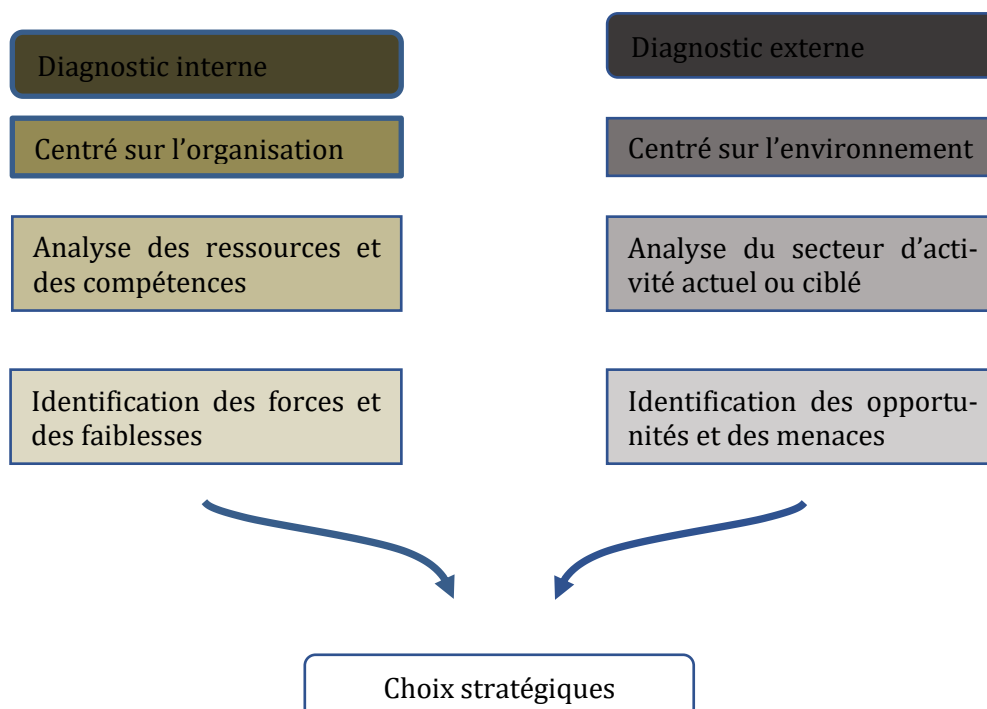 Diagnostic interne
Centré sur l’organisation
Analyse des ressources et
des compétences
Identification des forces et
des faiblesses
Diagnostic externe
Centré sur l’environnement
Analyse du secteur d’acti-
vité actuel ou ciblé
Identification des opportu-
nités et des menaces
Choix stratégiques